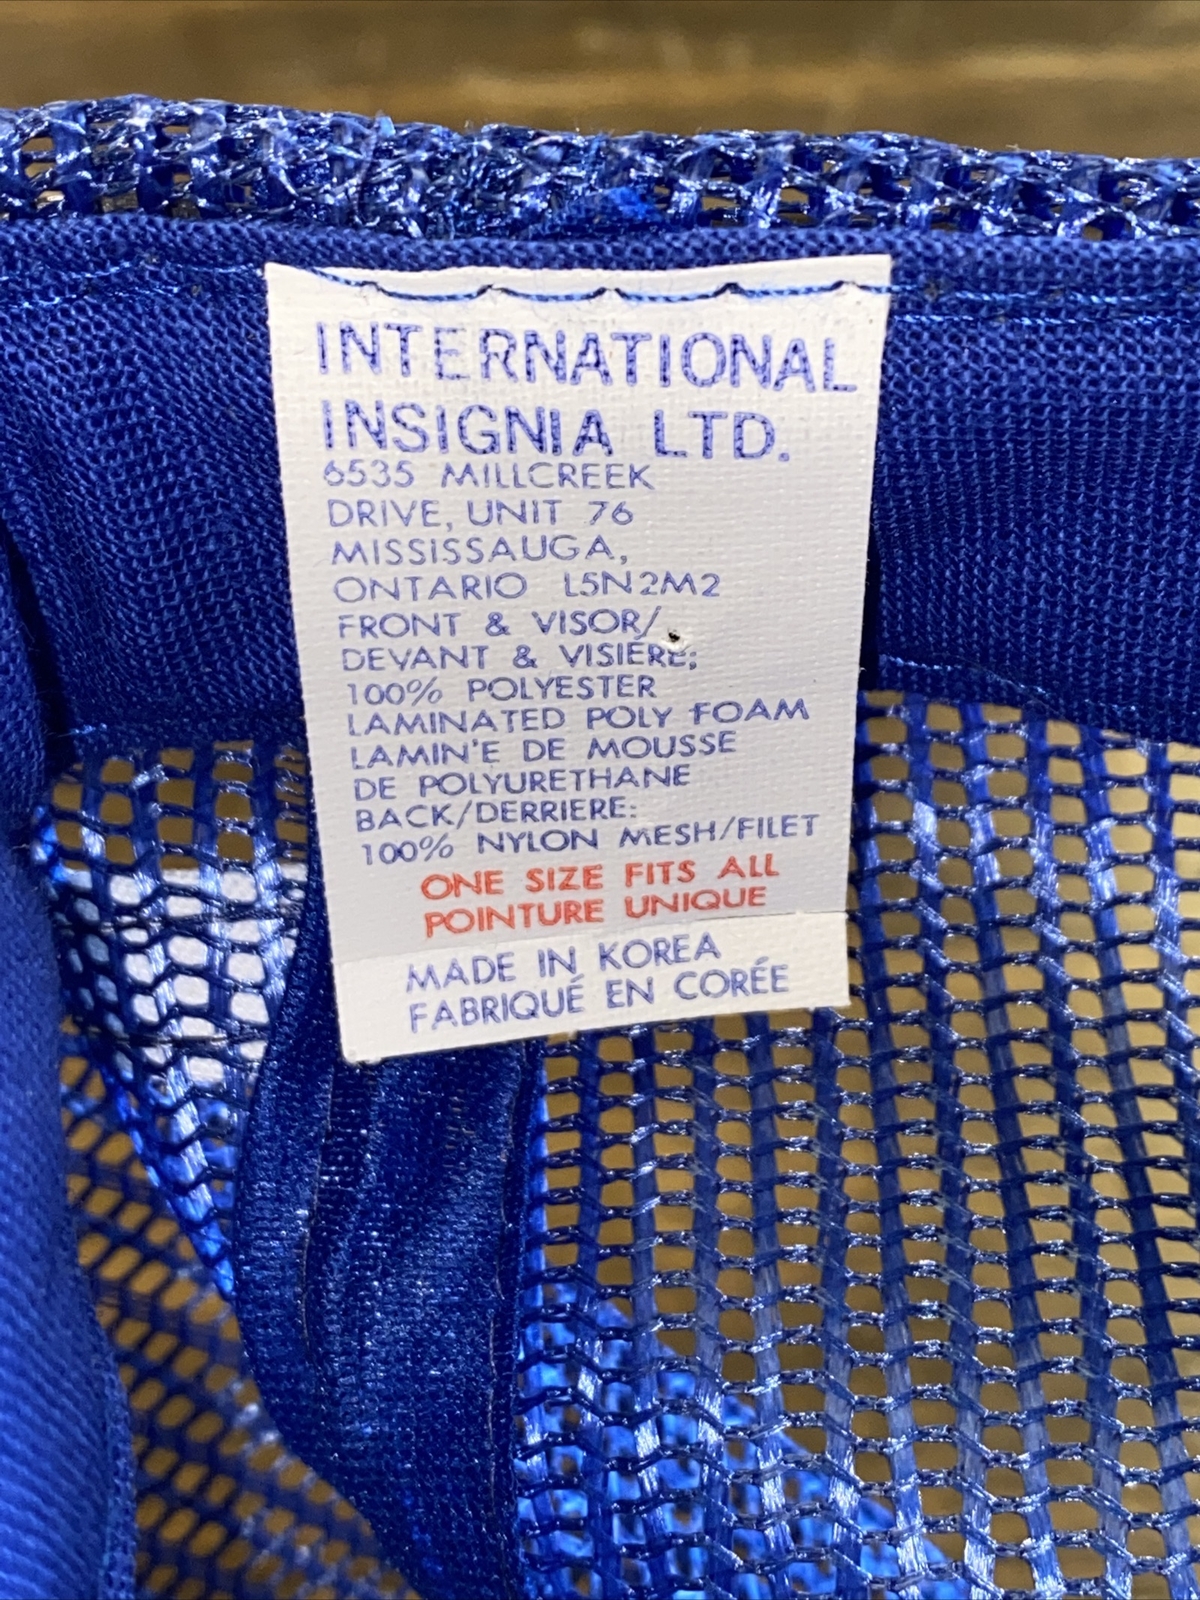 INTERNATIONAL
INSIGNIA LTD.
6535 MILLCREEK
DRIVE, UNIT 76
MISSISSAUGA,
ONTARIO L5N2M2
FRONT & VISOR/
DEVANT & VISIÉRE;
100% POLYESTER
LAMINATED POLY FOAM
LAMIN'E DE MOUSSE
DE POLYURETHANE
BACK/DERRIERE:
100% NYLON MESH/FILET
ONE SIZE FITS ALL
POINTURE UNIQUE
MADE IN KOREA
FABRIQUÉ EN CORÉE